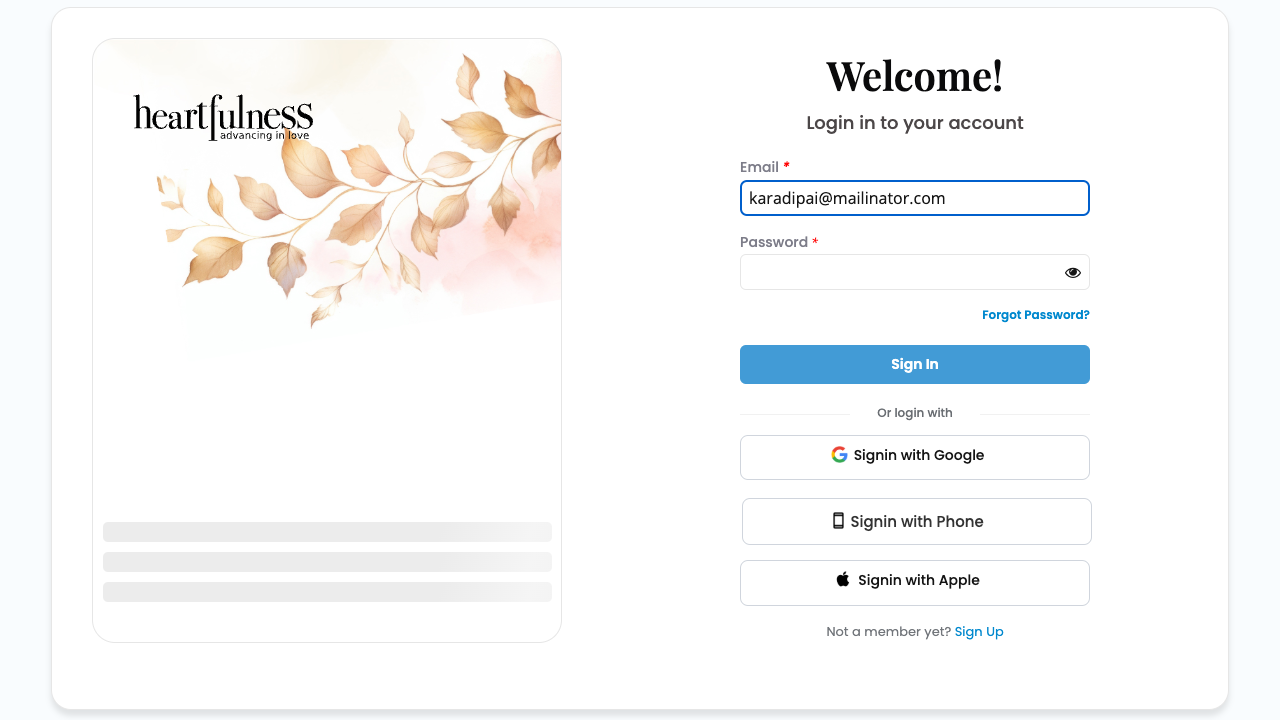 heartfulness
advancing in love
Welcome!
Login in to your account
Email *
karadipai@mailinator.com
Password *
Forgot Password?
Sign In
Or login with
Signin with Google
Signin with Phone
Signin with Apple
Not a member yet? Sign Up